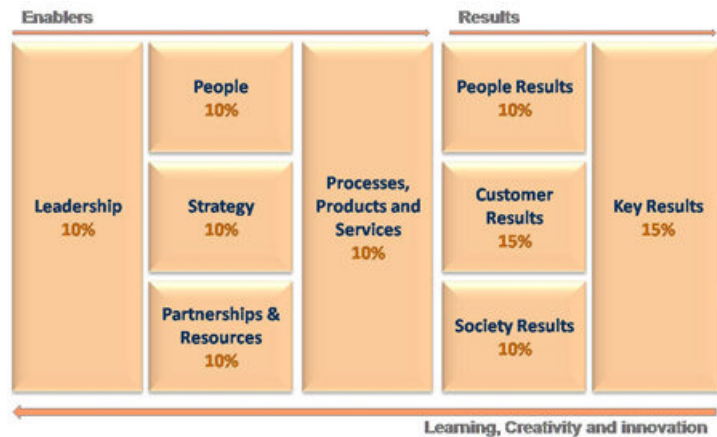 Enablers
Results
Leadership
10%
People
10%
Strategy
10%
Partnerships &
Resources
10%
Processes,
Products and
Services
10%
People Results
10%
Customer
Results
15%
Society Results
10%
Key Results
15%
Learning, Creativity and innovation